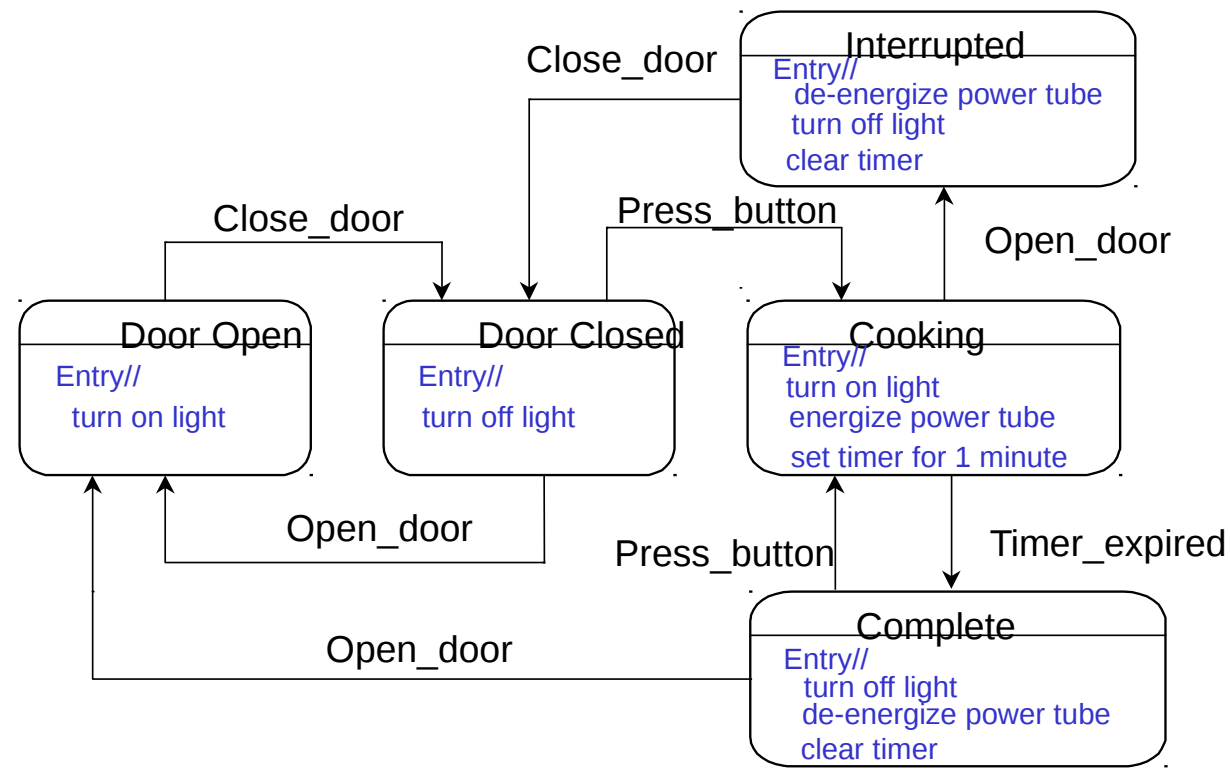 Interrupted
Entry//
de-energize power tube
turn off light
clear timer
Close_door
Close_door
Press_button
Open_door
Door Open
Entry//
turn on light
Door Closed
Entry//
turn off light
Cooking
Entry//
turn on light
energize power tube
set timer for 1 minute
Open_door
Press_button
Timer_expired
Open_door
Complete
Entry//
turn off light
de-energize power tube
clear timer